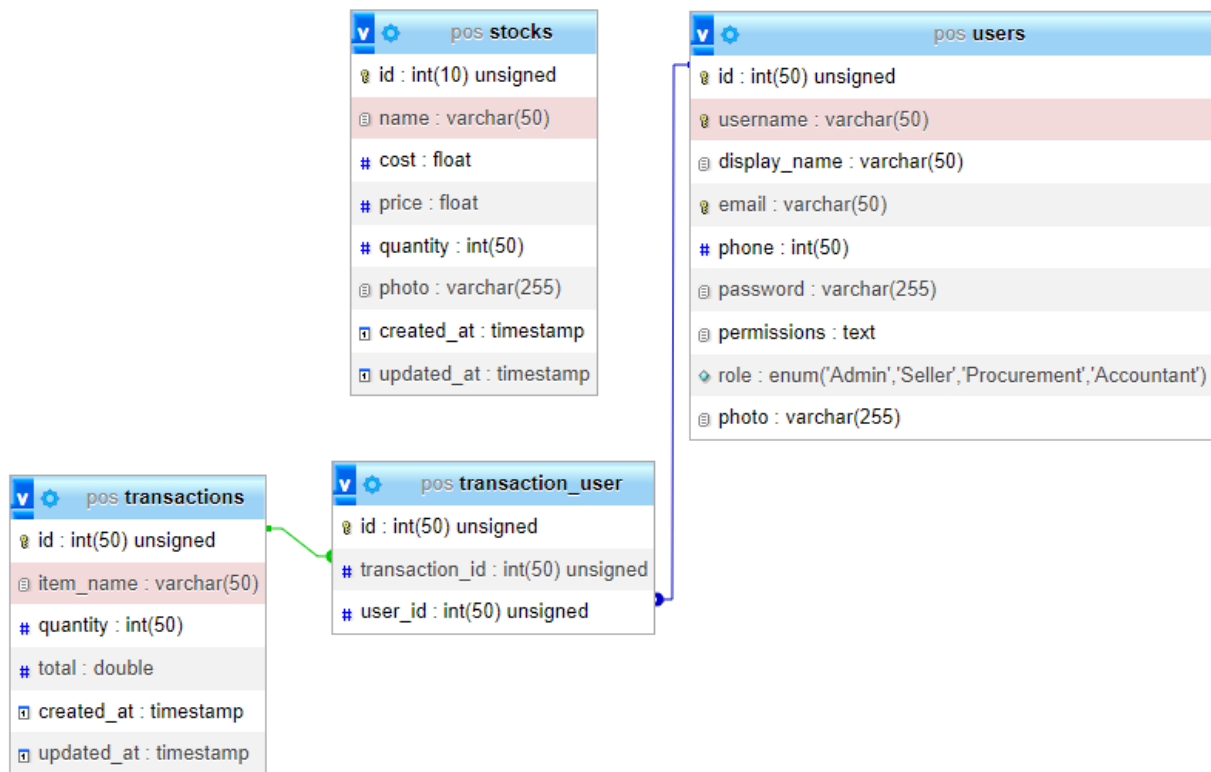 v pos stocks
id : int(10) unsigned
name : varchar(50)
# cost : float
# price : float
# quantity : int(50)
photo : varchar(255)
created_at : timestamp
updated_at : timestamp
v pos users
id : int(50) unsigned
username : varchar(50)
display_name : varchar(50)
email : varchar(50)
# phone : int(50)
password : varchar(255)
permissions : text
role : enum('Admin','Seller','Procurement','Accountant')
photo : varchar(255)
v pos transactions
id : int(50) unsigned
item_name : varchar(50)
# quantity : int(50)
# total : double
created_at : timestamp
updated_at : timestamp
v pos transaction_user
id : int(50) unsigned
# transaction_id : int(50) unsigned
# user_id : int(50) unsigned